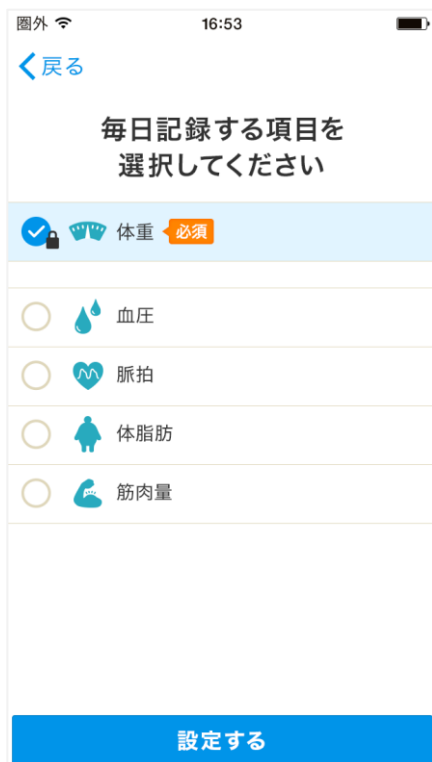 圏外 16:53
戻る
毎日記録する項目を
選択してください
体重 必須
血圧
脈拍
体脂肪
筋肉量
設定する